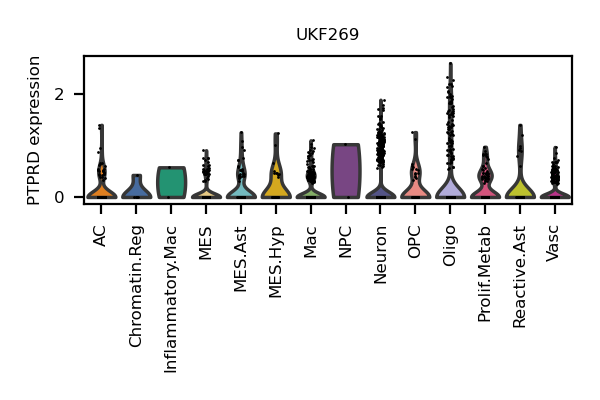 UKF269
PTPRD expression
2
0
AC
Chromatin.Reg
Inflammatory.Mac
MES
MES.Ast
MES.Hyp
Mac
NPC
Neuron
OPC
Oligo
Prolif.Metab
Reactive.Ast
Vasc